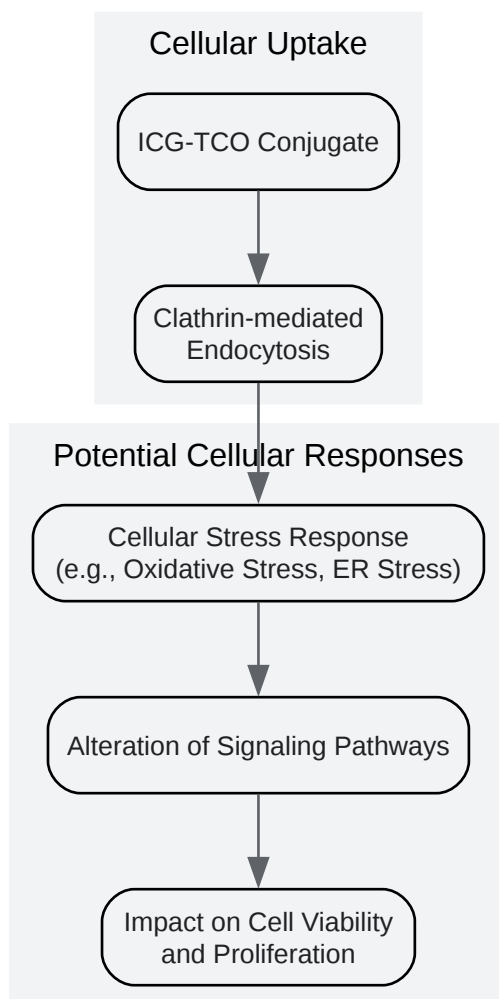 Cellular Uptake
ICG-TCO Conjugate
Clathrin-mediated
Endocytosis
Potential Cellular Responses
Cellular Stress Response
(e.g., Oxidative Stress, ER Stress)
Alteration of Signaling Pathways
Impact on Cell Viability
and Proliferation